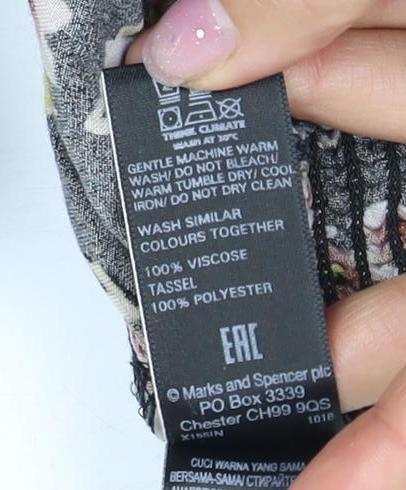 THINK CLIMATE
WASH AT 30°C
GENTLE MACHINE WARM
WASH/ DO NOT BLEACH/
WARM TUMBLE DRY/ COOL
IRON/ DO NOT DRY CLEAN
WASH SIMILAR
COLOURS TOGETHER
100% VISCOSE
TASSEL
100% POLYESTER
EAC
© Marks and Spencer plc
PO Box 3339
Chester CH99 9QS
1018
CUCI WARNA YANG SAMA
BERSAMA-SAMA/ СТИРАЙТЕ